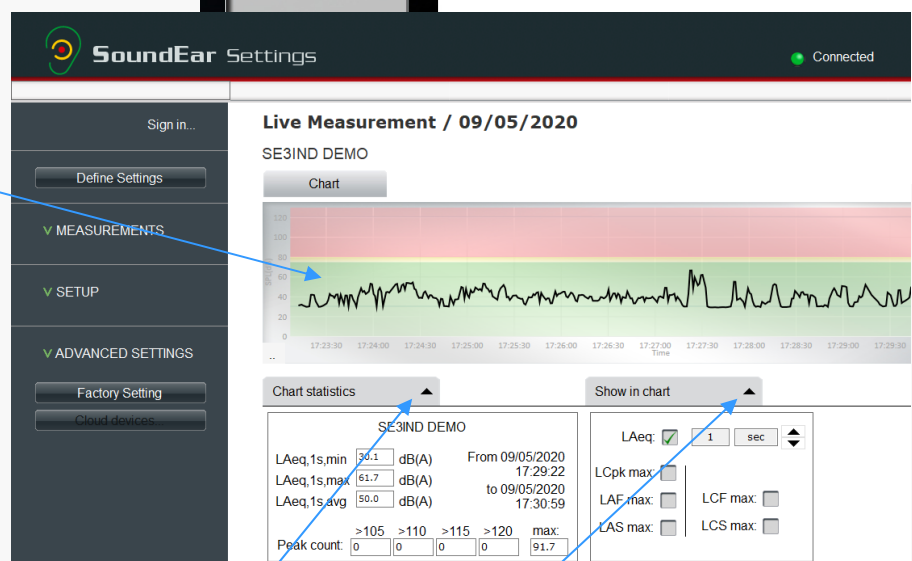 SoundEar Settings
Connected
Sign in...
Define Settings
MEASUREMENTS
SETUP
ADVANCED SETTINGS
Factory Setting
Cloud devices...
Live Measurement / 09/05/2020
SE3IND DEMO
Chart
120
100
80
60
40
20
0
17:23:30 17:24:00 17:24:30 17:25:00 17:25:30 17:26:00 17:26:30 17:27:00 17:27:30 17:28:00 17:28:30 17:29:00 17:29:30
Time
..
Chart statistics
SE3IND DEMO
LAeq,1s,min 30.1 dB(A)
LAeq,1s,max 61.7 dB(A)
LAeq,1s,avg 50.0 dB(A)
From 09/05/2020
17:29:22
to 09/05/2020
17:30:59
>105 >110 >115 >120 max:
Peak count: 0 0 0 0 91.7
Show in chart
LAeq: 1 sec
LCpk max:
LAF max: LCF max:
LAS max: LCS max: